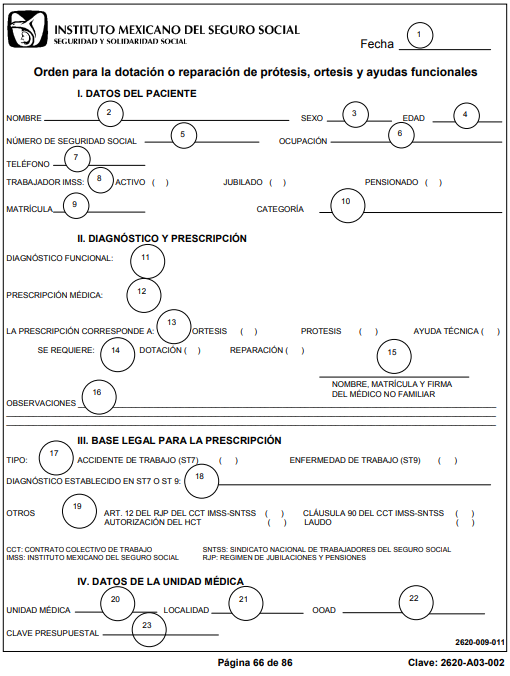 INSTITUTO MEXICANO DEL SEGURO SOCIAL
SEGURIDAD Y SOLIDARIDAD SOCIAL
Fecha 1
Orden para la dotación o reparación de prótesis, ortesis y ayudas funcionales
I. DATOS DEL PACIENTE
NOMBRE 2 SEXO 3 EDAD 4
NÚMERO DE SEGURIDAD SOCIAL 5 OCUPACIÓN 6
TELÉFONO 7
TRABAJADOR IMSS: 8 ACTIVO ( ) JUBILADO ( ) PENSIONADO ( )
MATRÍCULA 9 CATEGORÍA 10
II. DIAGNÓSTICO Y PRESCRIPCIÓN
DIAGNÓSTICO FUNCIONAL: 11
PRESCRIPCIÓN MÉDICA: 12
LA PRESCRIPCIÓN CORRESPONDE A: 13 ORTESIS ( ) PROTESIS ( ) AYUDA TÉCNICA ( )
SE REQUIERE: 14 DOTACIÓN ( ) REPARACIÓN ( ) 15
NOMBRE, MATRÍCULA Y FIRMA
DEL MÉDICO NO FAMILIAR
OBSERVACIONES 16
III. BASE LEGAL PARA LA PRESCRIPCIÓN
TIPO: 17 ACCIDENTE DE TRABAJO (ST7) ( ) ENFERMEDAD DE TRABAJO (ST9) ( )
DIAGNÓSTICO ESTABLECIDO EN ST7 O ST 9: 18
OTROS 19 ART. 12 DEL RJP DEL CCT IMSS-SNTSS ( ) CLÁUSULA 90 DEL CCT IMSS-SNTSS ( )
AUTORIZACIÓN DEL HCT ( ) LAUDO ( )
CCT: CONTRATO COLECTIVO DE TRABAJO SNTSS: SINDICATO NACIONAL DE TRABAJADORES DEL SEGURO SOCIAL
IMSS: INSTITUTO MEXICANO DEL SEGURO SOCIAL RJP: REGIMEN DE JUBILACIONES Y PENSIONES
IV. DATOS DE LA UNIDAD MÉDICA
UNIDAD MÉDICA 20 LOCALIDAD 21 OOAD 22
CLAVE PRESUPUESTAL 23
2620-009-011
Página 66 de 86 Clave: 2620-A03-002